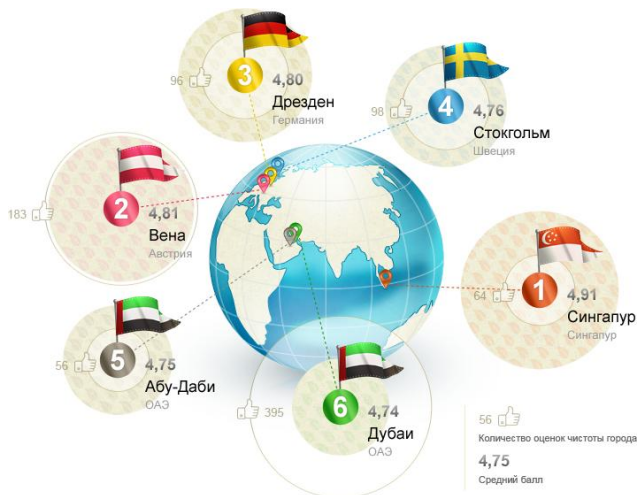 96
3
4,80
Дрезден
Германия
98
4
4,76
Стокгольм
Швеция
183
2
4,81
Вена
Австрия
64
1
4,91
Сингапур
Сингапур
56
5
4,75
Абу-Даби
ОАЭ
395
6
4,74
Дубаи
ОАЭ
56
Количество оценок чистоты города
4,75
Средний балл